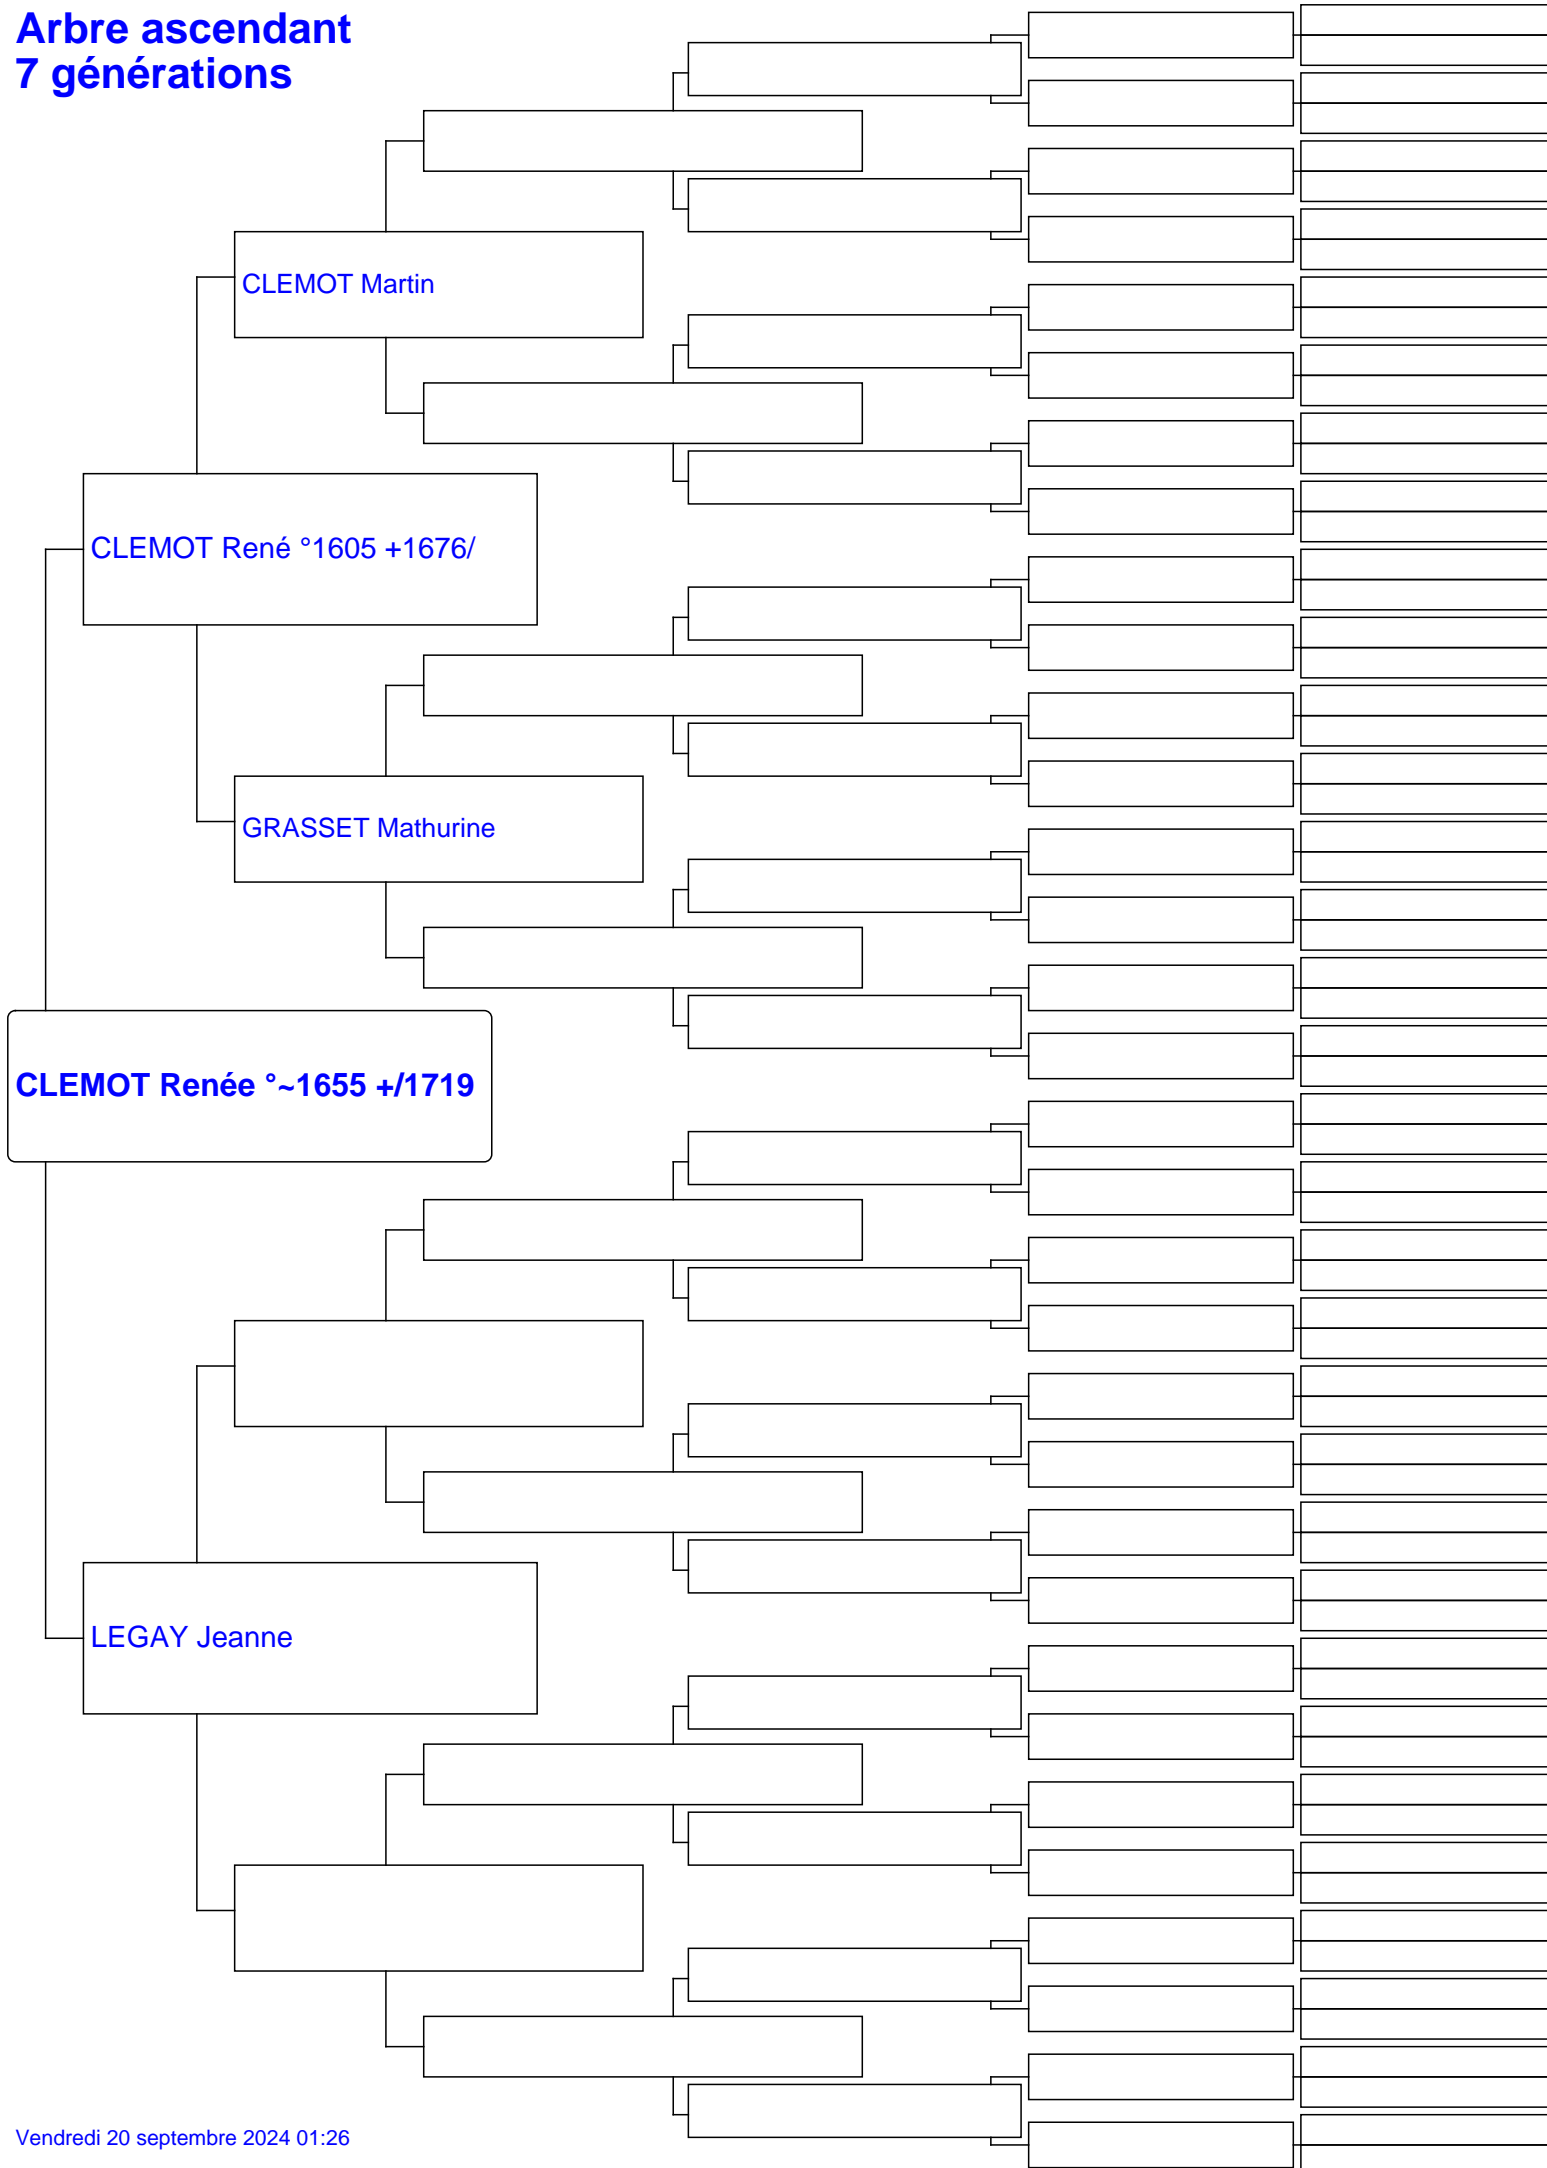 Arbre ascendant
7 générations
CLEMOT Martin
CLEMOT René °1605 +1676/
GRASSET Mathurine
CLEMOT Renée °~1655 +/1719
LEGAY Jeanne
Vendredi 20 septembre 2024 01:26